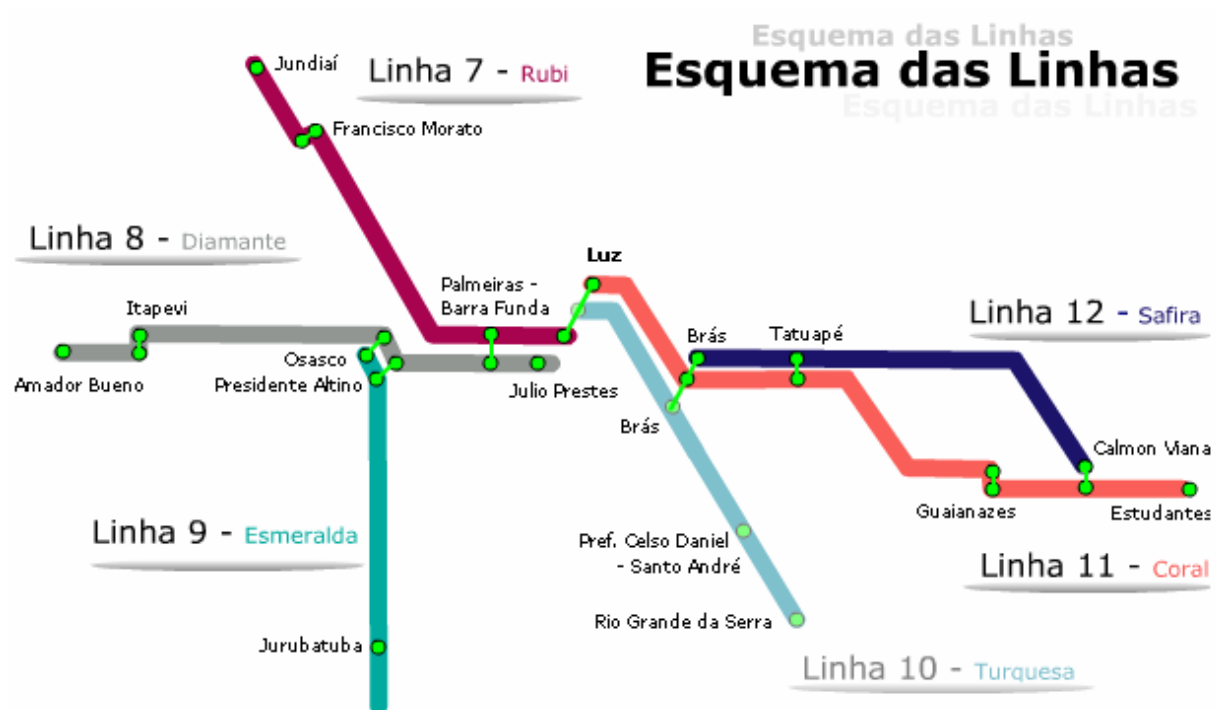 Esquema das Linhas
Esquema das Linhas
Esquema das Linhas
Jundiaí
Linha 7 - Rubi
Francisco Morato
Linha 8 - Diamante
Luz
Palmeiras -
Barra Funda
Itapevi
Linha 12 - Safira
Brás
Tatuapé
Osasco
Amador Bueno
Presidente Altino
Julio Prestes
Brás
Calmon Viana
Guaianazes
Estudantes
Linha 9 - Esmeralda
Pref. Celso Daniel
- Santo André
Linha 11 - Coral
Rio Grande da Serra
Jurubatuba
Linha 10 - Turquesa